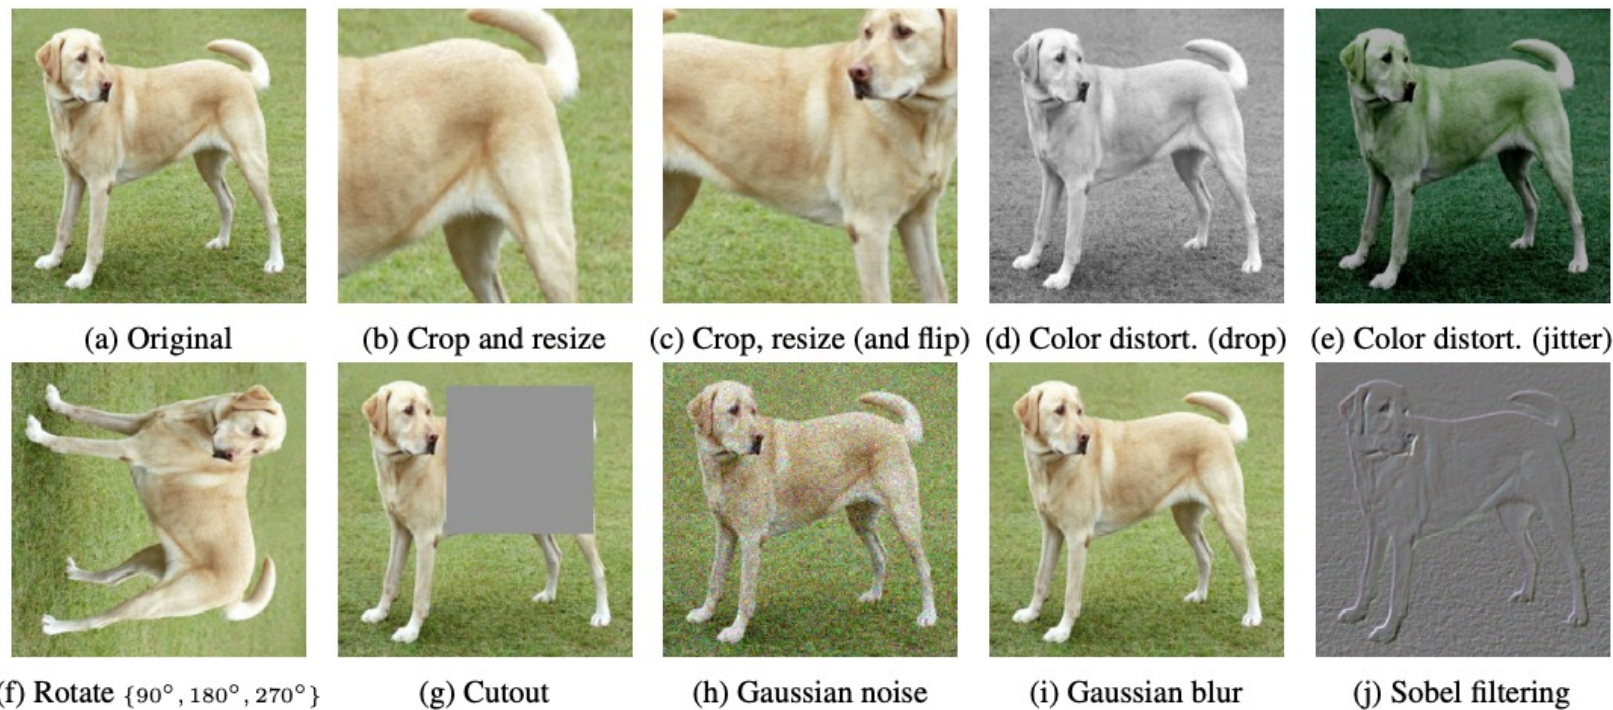 (a) Original
(b) Crop and resize
(c) Crop, resize (and flip)
(d) Color distort. (drop)
(e) Color distort. (jitter)
(f) Rotate {90°, 180°, 270°}
(g) Cutout
(h) Gaussian noise
(i) Gaussian blur
(j) Sobel filtering